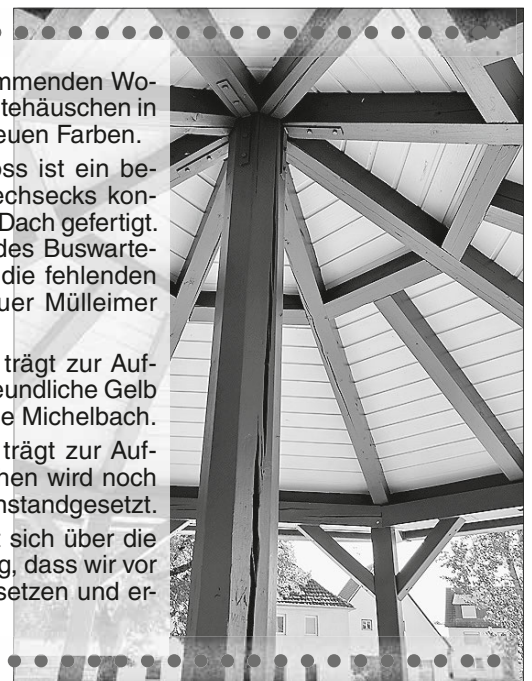 mmenden Wo-
tehäuschen in
euen Farben.
ss ist ein be-
echsecks kon-
Dach gefertigt.
des Buswarte-
die fehlenden
uer Mülleimer
trägt zur Auf-
eundliche Gelb
e Michelbach.
trägt zur Auf-
nen wird noch
nstandgesetzt.
t sich über die
g, dass wir vor
setzen und er-